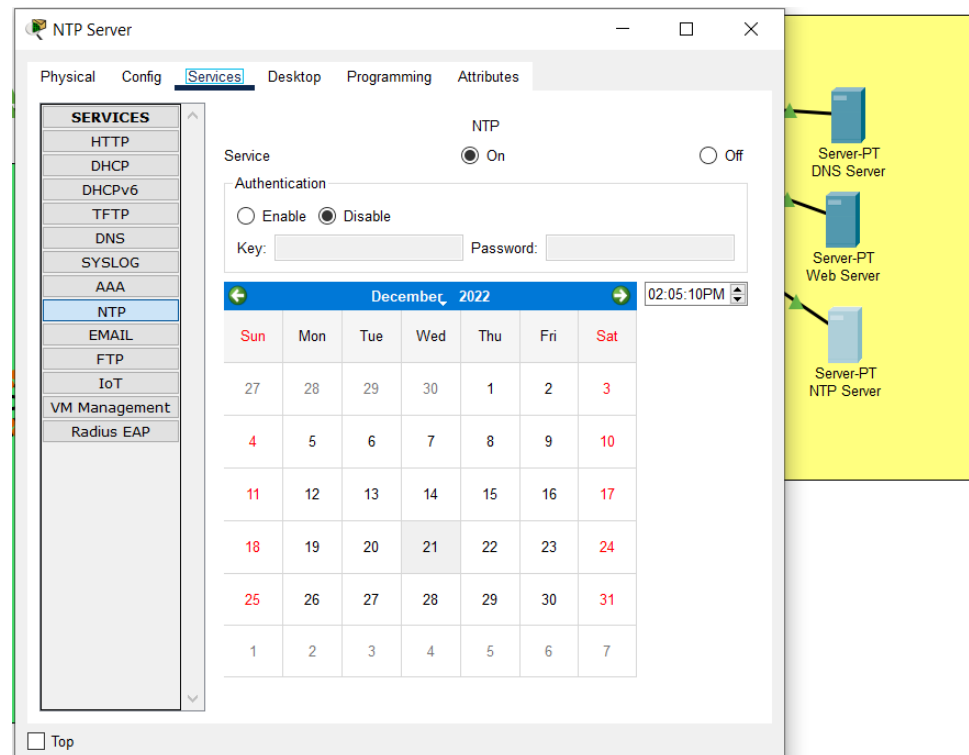 NTP Server
Physical Config Services Desktop Programming Attributes
SERVICES
HTTP
DHCP
DHCPv6
TFTP
DNS
SYSLOG
AAA
NTP
EMAIL
FTP
IoT
VM Management
Radius EAP
NTP
Service On Off
Authentication
Enable Disable
Key: Password:
December 2022 02:05:10PM
Sun Mon Tue Wed Thu Fri Sat
27 28 29 30 1 2 3
4 5 6 7 8 9 10
11 12 13 14 15 16 17
18 19 20 21 22 23 24
25 26 27 28 29 30 31
1 2 3 4 5 6 7
Top
Server-PT
DNS Server
Server-PT
Web Server
Server-PT
NTP Server